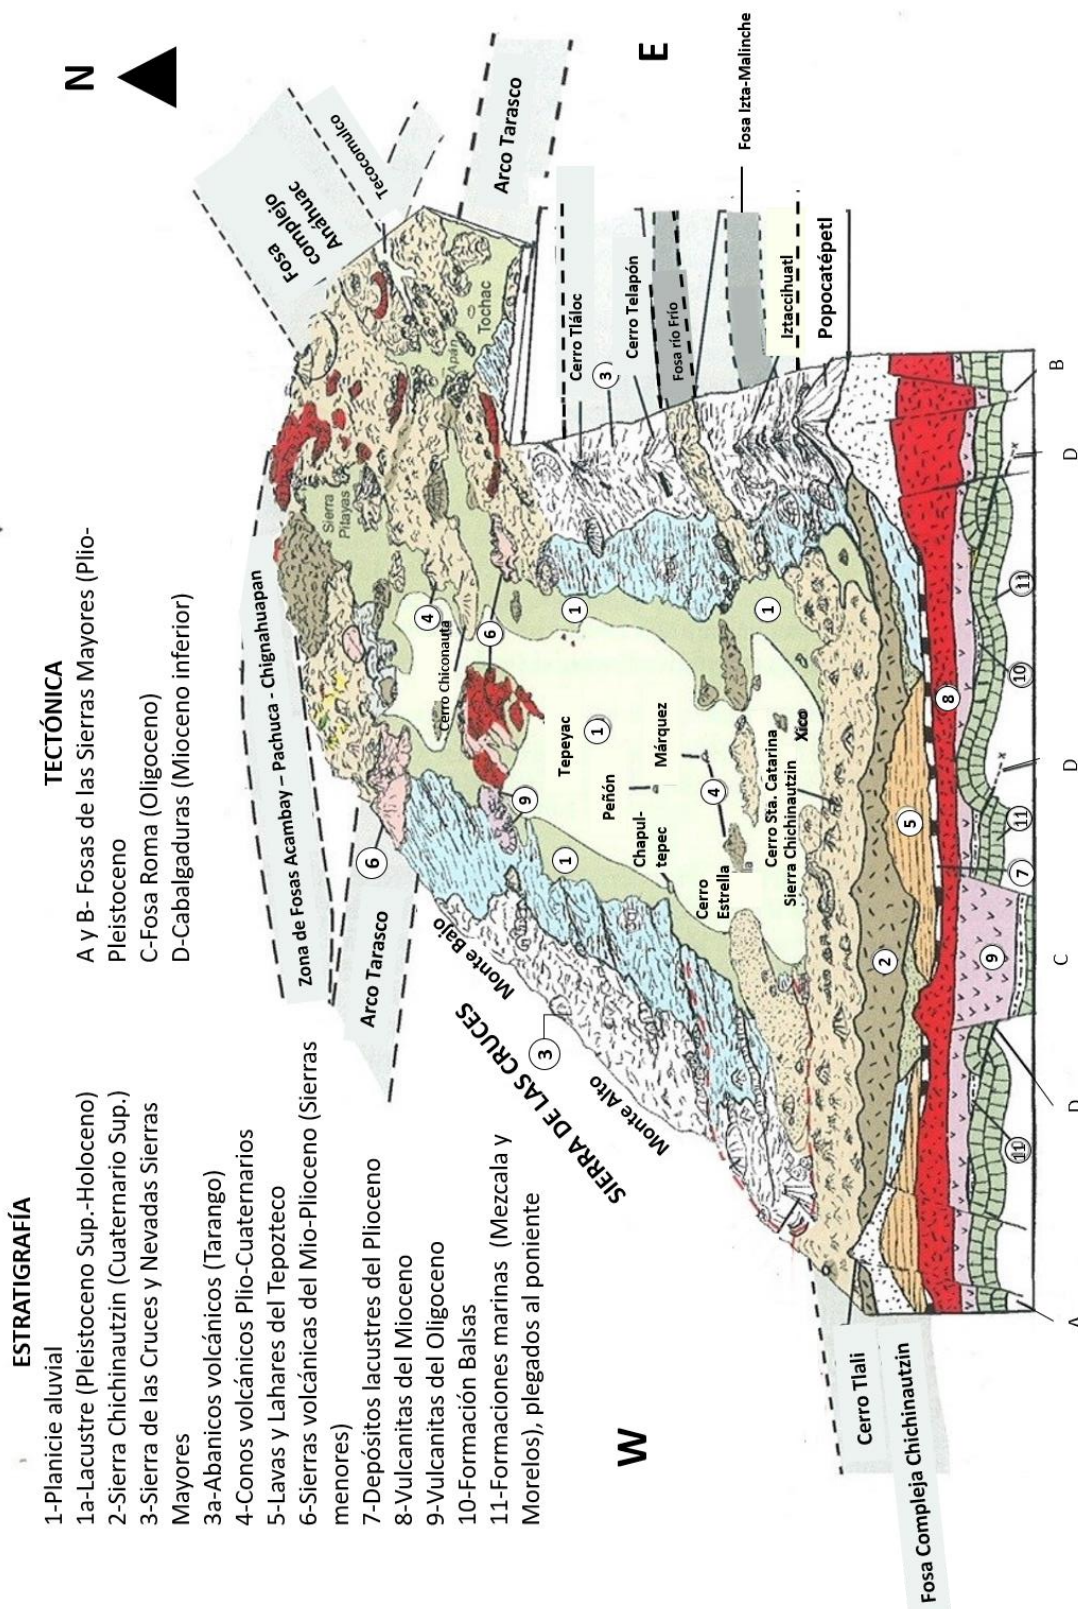 ESTRATIGRAFÍA
1-Planicie aluvial
1a-Lacustre (Pleistoceno Sup.-Holoceno)
2-Sierra Chichinautzin (Cuaternario Sup.)
3-Sierra de las Cruces y Nevadas Sierras
Mayores
3a-Abanicos volcánicos (Tarango)
4-Conos volcánicos Plio-Cuaternarios
5-Lavas y Lahares del Tepozteco
6-Sierras volcánicas del Mio-Plioceno (Sierras
menores)
7-Depósitos lacustres del Plioceno
8-Vulcanitas del Mioceno
9-Vulcanitas del Oligoceno
10-Formación Balsas
11-Formaciones marinas (Mezcala y
Morelos), plegados al poniente
TECTÓNICA
A y B- Fosas de las Sierras Mayores (Plio-
Pleistoceno
C-Fosa Roma (Oligoceno)
D-Cabalgaduras (Mioceno inferior)
N
Fosa
complejo
Anáhuac
Tecocomulco
Arco Tarasco
Zona de Fosas Acambay – Pachuca - Chignahuapan
Sierra
Pitayas
Apán
Tochac
Arco Tarasco
6
4
Cerro Chiconauta
6
9
1
1
1
Monte Bajo
SIERRA DE LAS CRUCES
3
Monte Alto
Tepeyac
Peñón
Márquez
Chapul-
tepec
4
Cerro
Estrella
Cerro Sta. Catarina
Sierra Chichinautzin
Xico
1
W
E
Cerro Tláloc
3
Cerro Telapón
Fosa río Frío
Fosa Izta-Malinche
Iztaccihuatl
Popocatépetl
Cerro Tlali
Fosa Compleja Chichinautzin
2
5
8
9
7
11
11
10
11
A
D
C
D
D
B
x
x